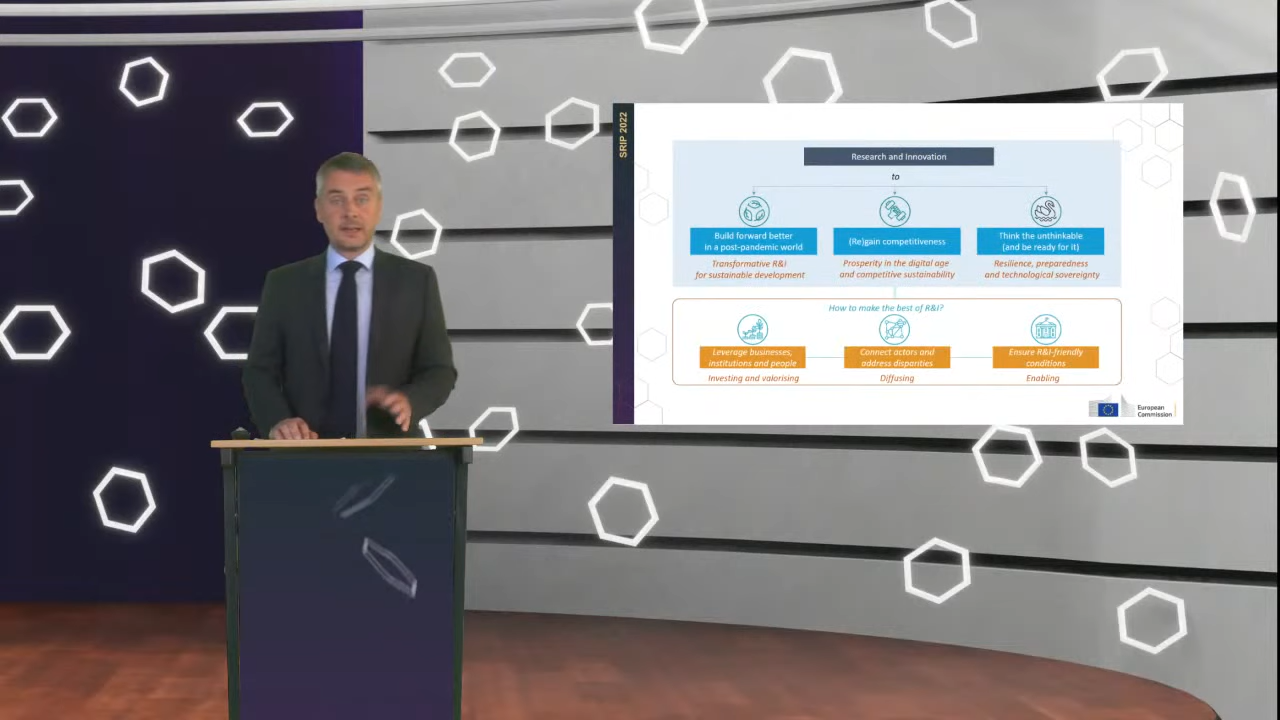 SRIP 2022
Research and Innovation
to
Build forward better
in a post-pandemic world
(Re)gain competitiveness
Think the unthinkable
(and be ready for it)
Transformative R&I
for sustainable development
Prosperity in the digital age
and competitive sustainability
Resilience, preparedness
and technological sovereignty
How to make the best of R&I?
Leverage businesses,
institutions and people
Connect actors and
address disparities
Ensure R&I-friendly
conditions
Investing and valorising
Diffusing
Enabling
European
Commission